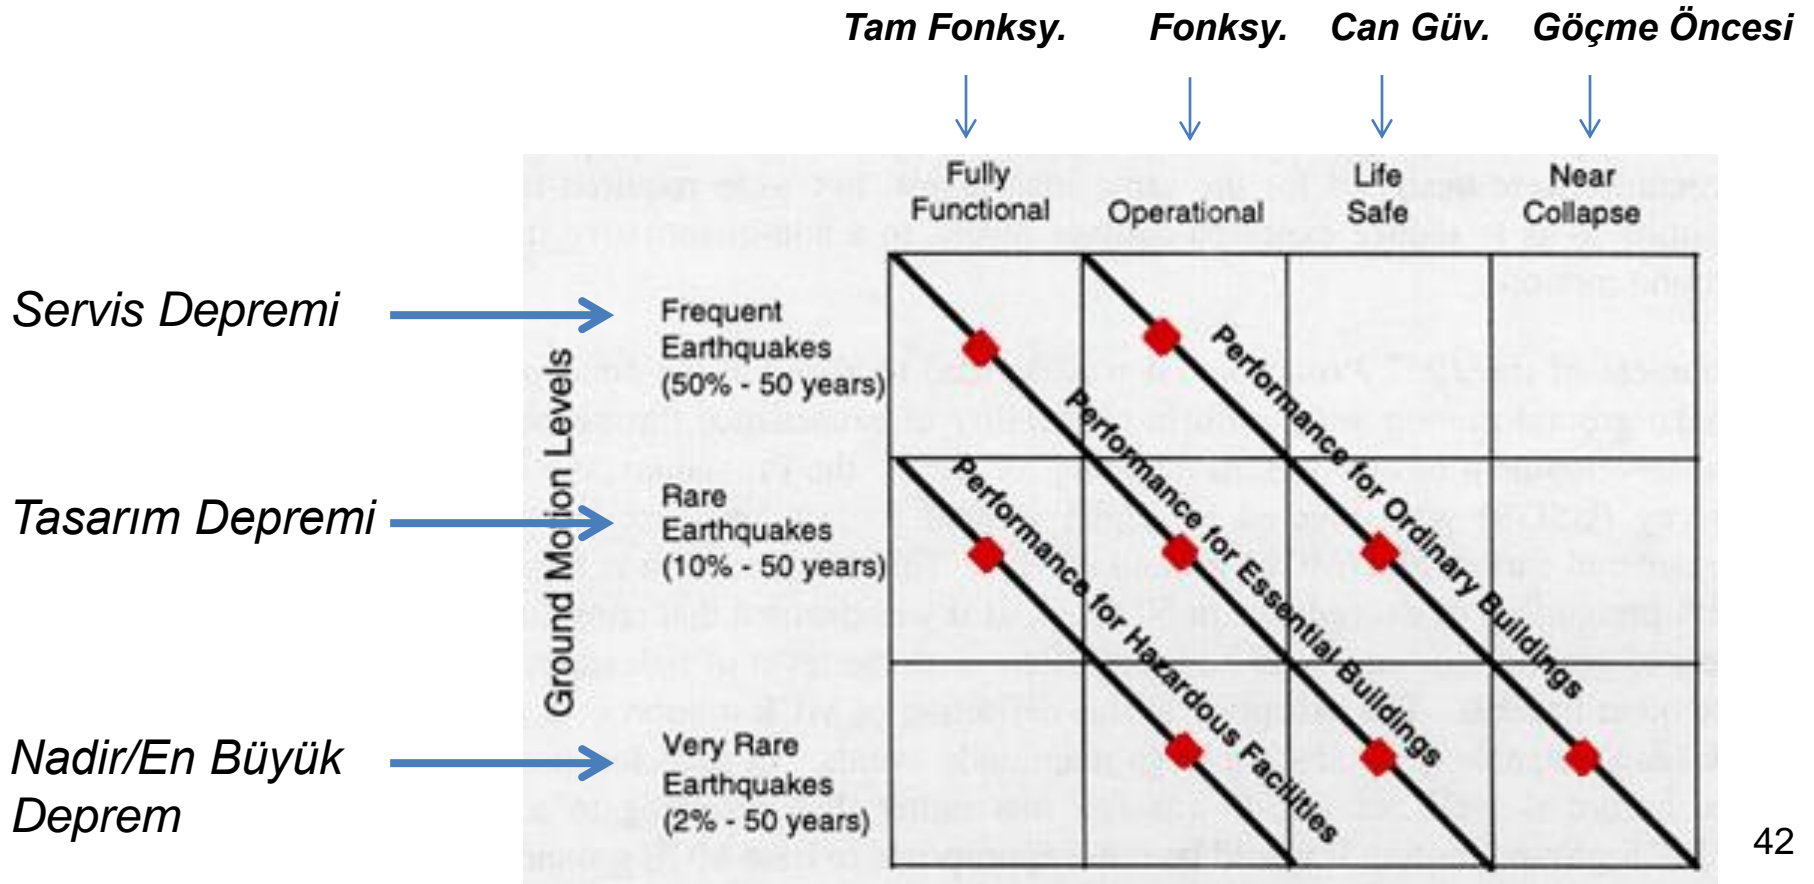 Tam Fonksy. Fonksy. Can Güv. Göçme Öncesi
Fully
Functional
Operational
Life
Safe
Near
Collapse
Servis Depremi
Frequent
Earthquakes
(50% - 50 years)
Ground Motion Levels
Tasarım Depremi
Rare
Earthquakes
(10% - 50 years)
Nadir/En Büyük
Deprem
Very Rare
Earthquakes
(2% - 50 years)
Performance for Ordinary Buildings
Performance for Essential Buildings
Performance for Hazardous Facilities
42